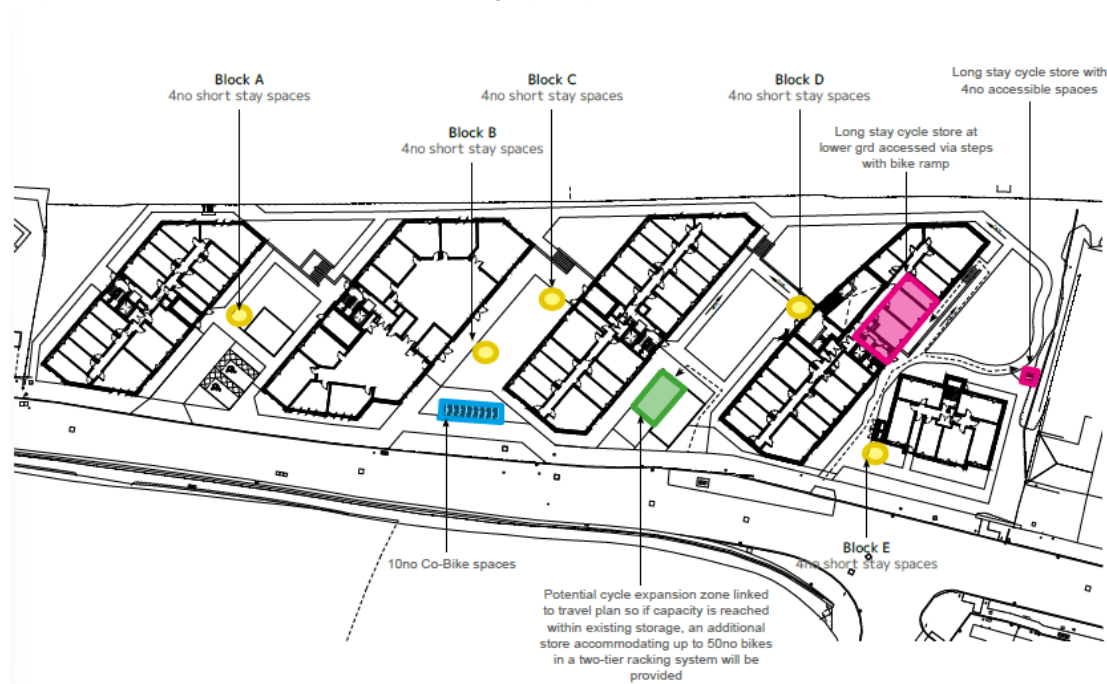 Block A
4no short stay spaces
Block B
4no short stay spaces
Block C
4no short stay spaces
Block D
4no short stay spaces
Long stay cycle store with
4no accessible spaces
Long stay cycle store at
lower grd accessed via steps
with bike ramp
10no Co-Bike spaces
Block E
4no short stay spaces
Potential cycle expansion zone linked
to travel plan so if capacity is reached
within existing storage, an additional
store accommodating up to 50no bikes
in a two-tier racking system will be
provided